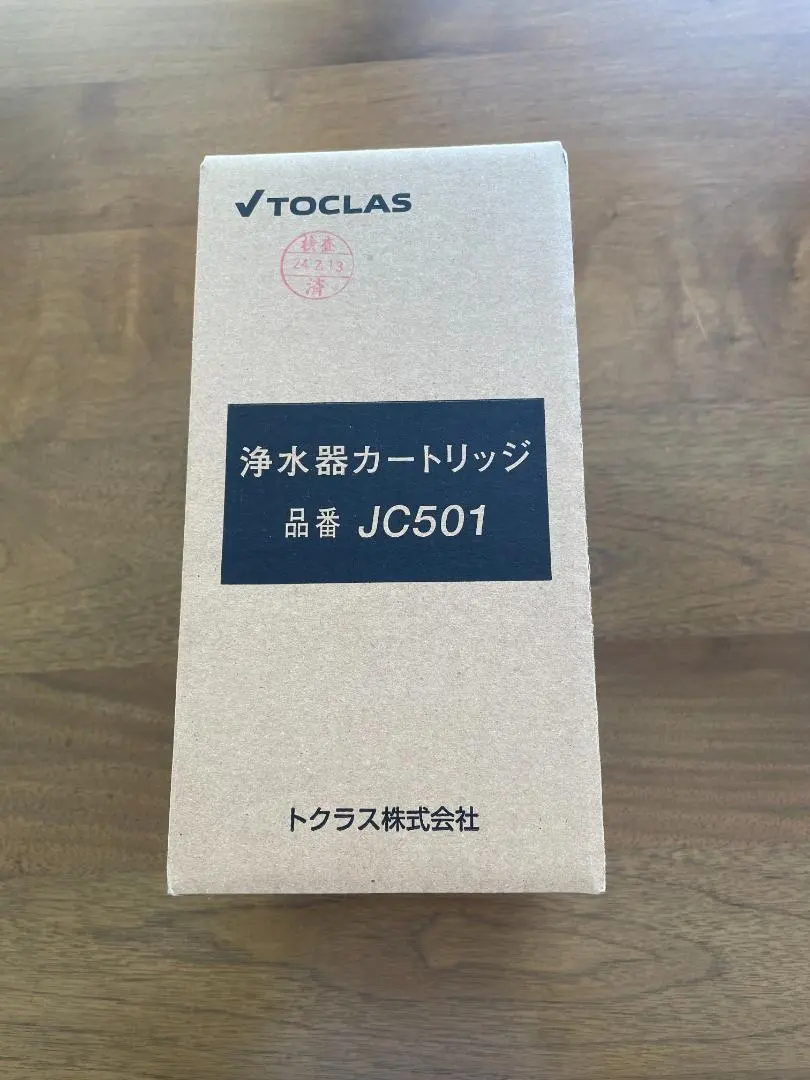 TOCLAS
検査
24.2.13
済
浄水器カートリッジ
品番 JC501
トクラス株式会社